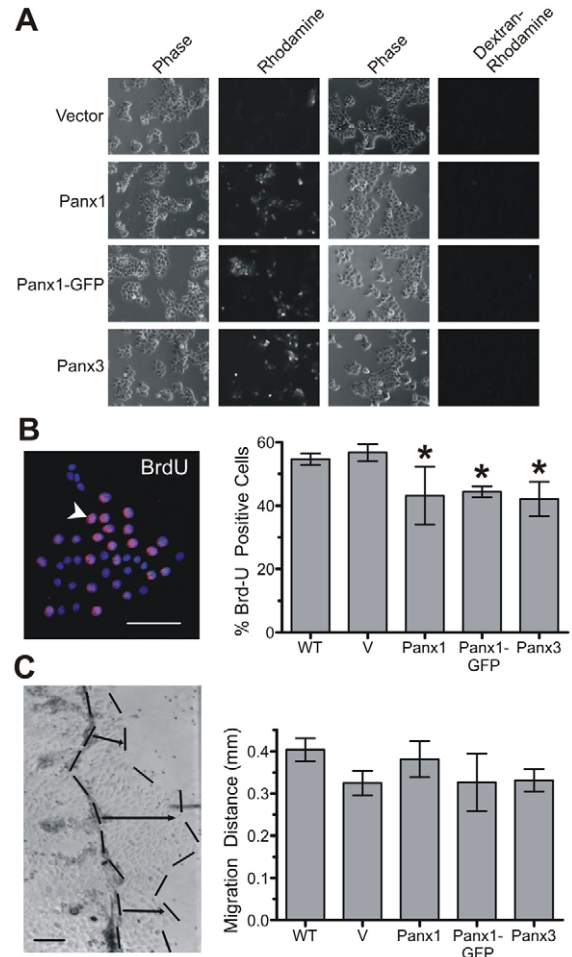 A
Phase
Rhodamine
Phase
Dextran-
Rhodamine
Vector
Panx1
Panx1-GFP
Panx3
B
BrdU
% Brd-U Positive Cells
60
40
20
0
*
*
*
WT
V
Panx1
Panx1-
GFP
Panx3
C
Migration Distance (mm)
0.4
0.3
0.2
0.1
0.0
WT
V
Panx1
Panx1-
GFP
Panx3